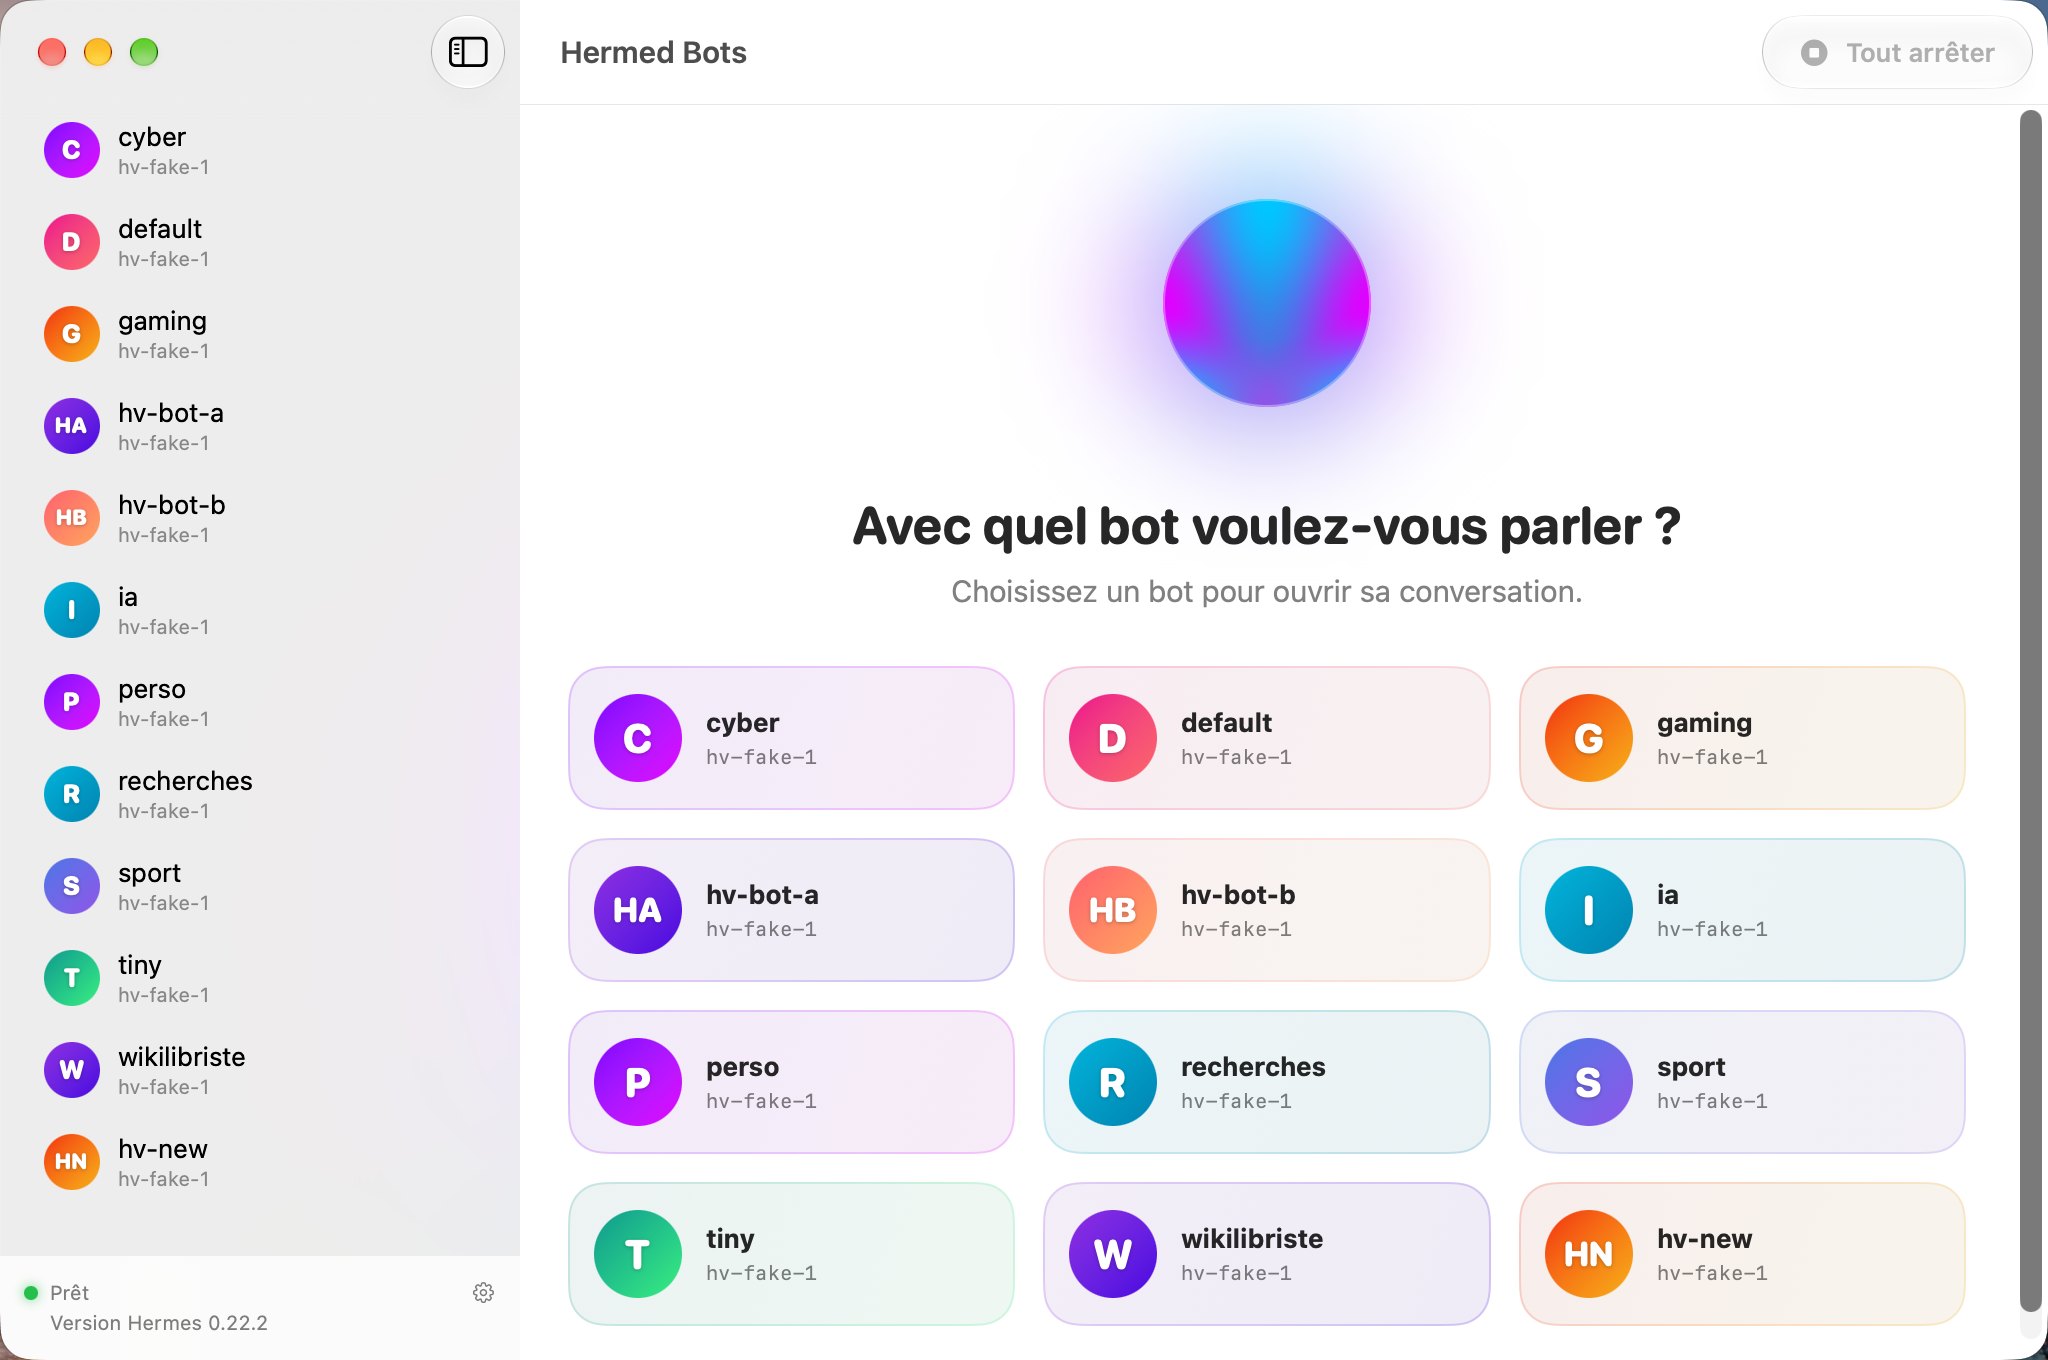 Hermed Bots
Tout arrêter
C
cyber
hv-fake-1
D
default
hv-fake-1
G
gaming
hv-fake-1
HA
hv-bot-a
hv-fake-1
HB
hv-bot-b
hv-fake-1
I
ia
hv-fake-1
P
perso
hv-fake-1
R
recherches
hv-fake-1
S
sport
hv-fake-1
T
tiny
hv-fake-1
W
wikilibriste
hv-fake-1
HN
hv-new
hv-fake-1
Prêt
Version Hermes 0.22.2
Avec quel bot voulez-vous parler ?
Choisissez un bot pour ouvrir sa conversation.
C
cyber
hv-fake-1
D
default
hv-fake-1
G
gaming
hv-fake-1
HA
hv-bot-a
hv-fake-1
HB
hv-bot-b
hv-fake-1
I
ia
hv-fake-1
P
perso
hv-fake-1
R
recherches
hv-fake-1
S
sport
hv-fake-1
T
tiny
hv-fake-1
W
wikilibriste
hv-fake-1
HN
hv-new
hv-fake-1